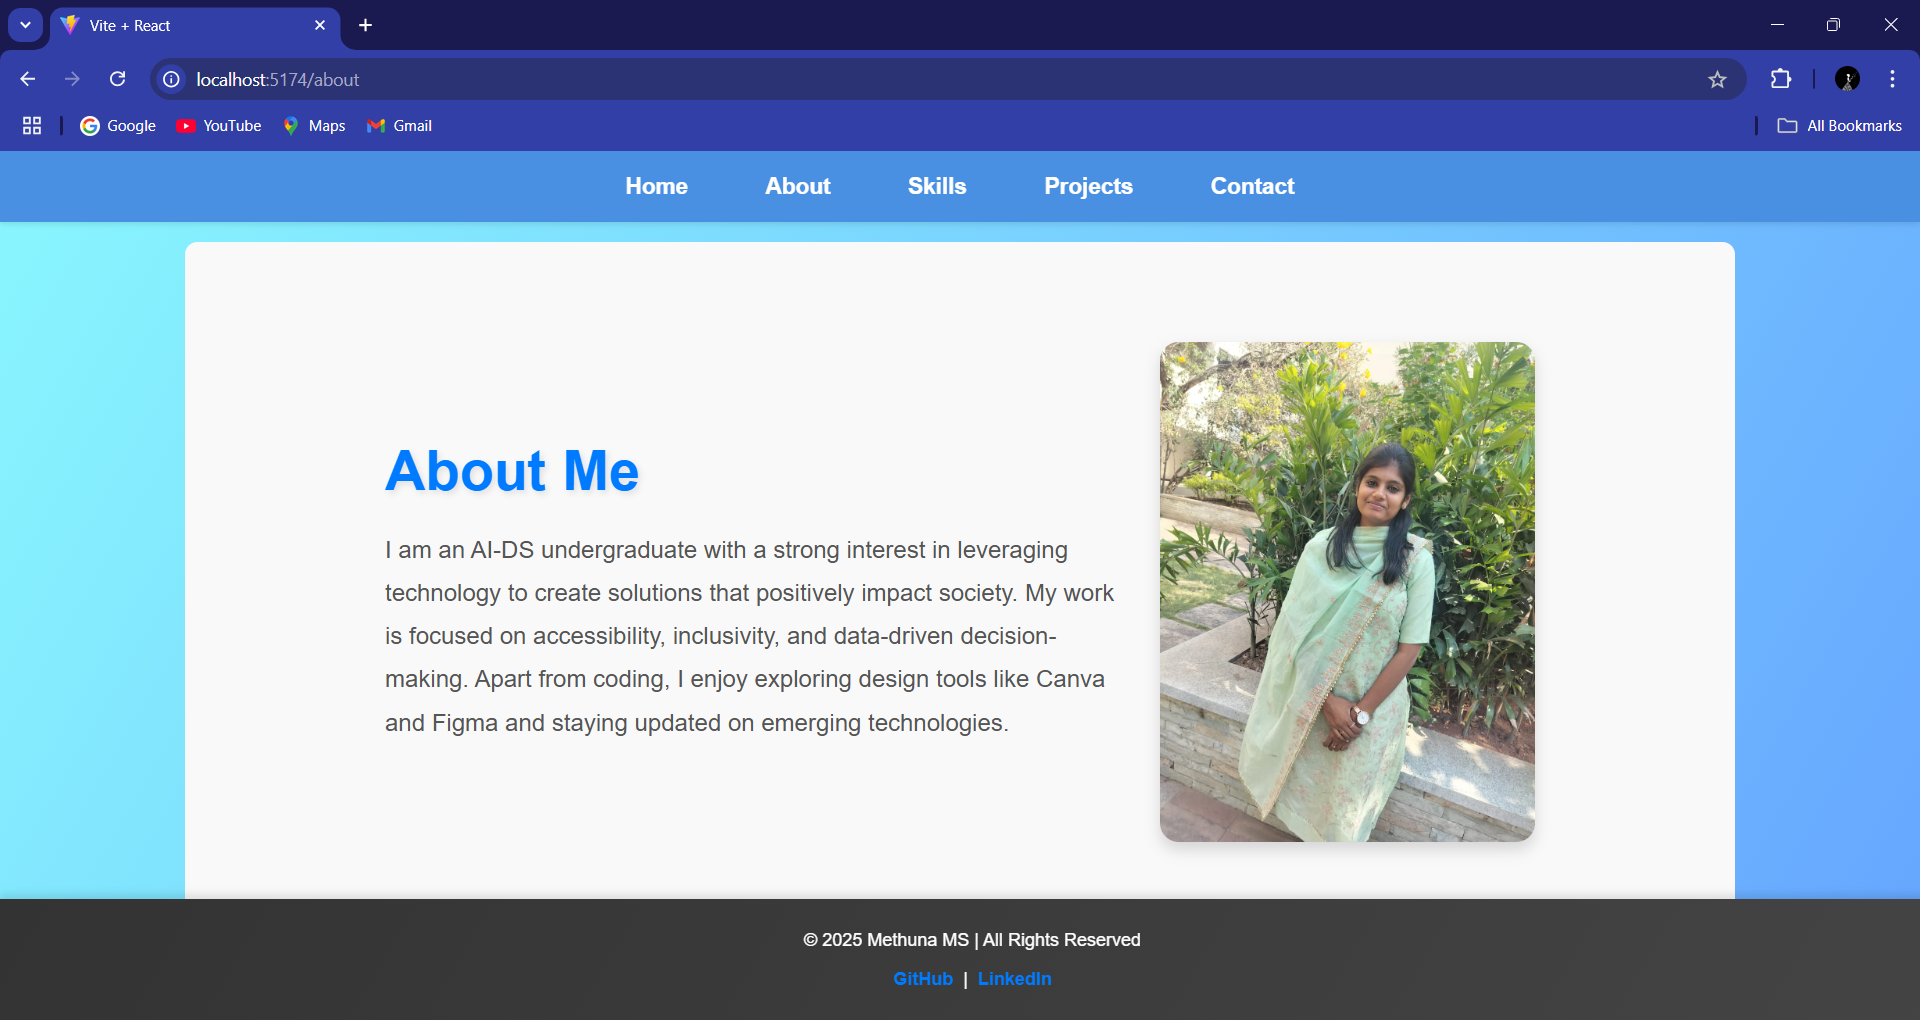 Vite + React
localhost:5174/about
Google YouTube Maps Gmail All Bookmarks
Home About Skills Projects Contact
About Me
I am an AI-DS undergraduate with a strong interest in leveraging
technology to create solutions that positively impact society. My work
is focused on accessibility, inclusivity, and data-driven decision-
making. Apart from coding, I enjoy exploring design tools like Canva
and Figma and staying updated on emerging technologies.
© 2025 Methuna MS | All Rights Reserved
GitHub | LinkedIn